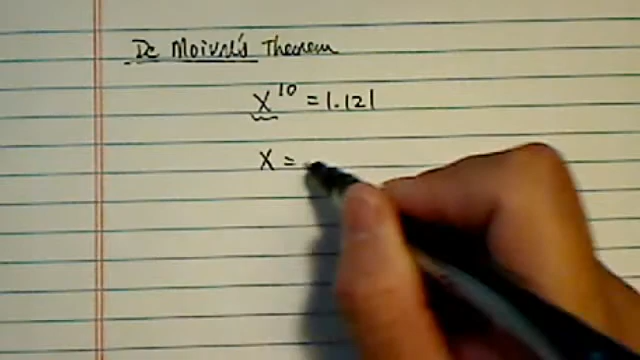 De Moivre's Theorem
x^10 = 1.121
x =